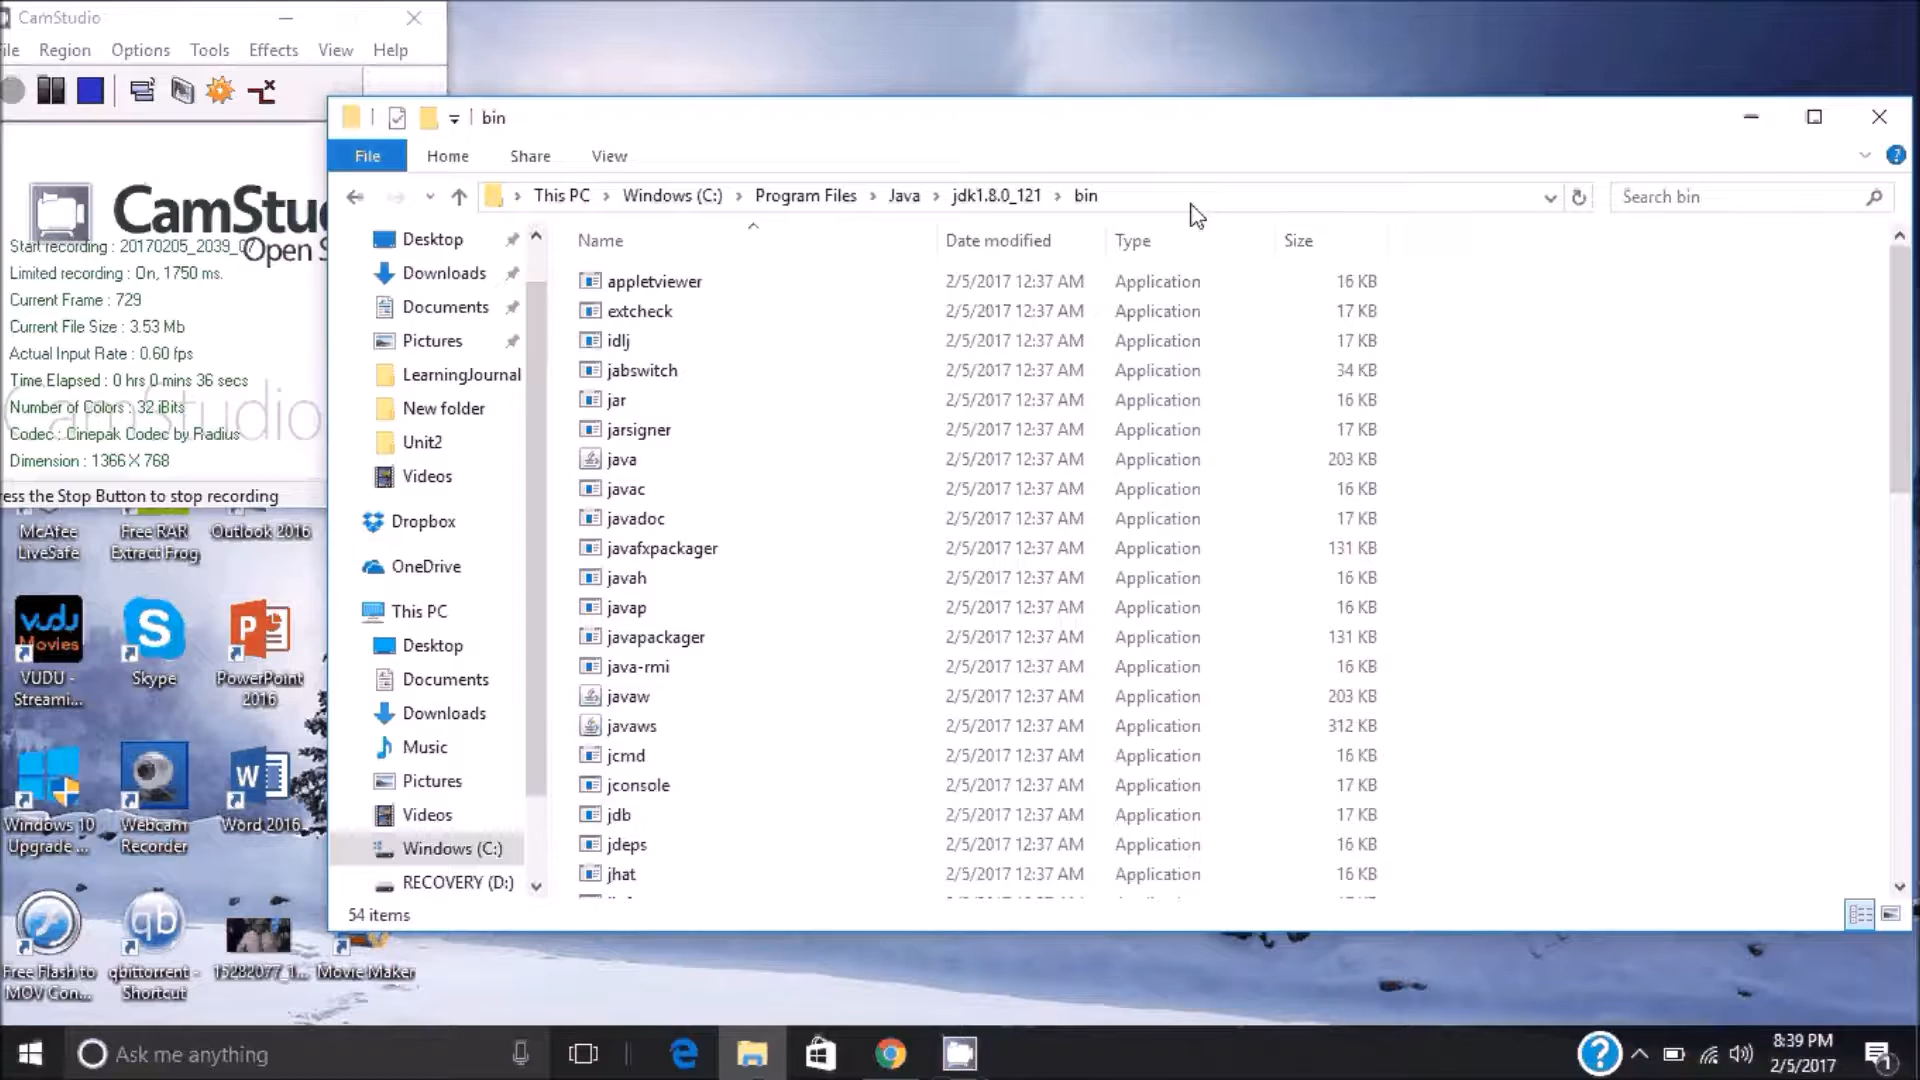 CamStudio
File Region Options Tools Effects View Help
CamStu
Open S
Start recording : 20170205_2039_07
Limited recording : On, 1750 ms.
Current Frame : 729
Current File Size : 3.53 Mb
Actual Input Rate : 0.60 fps
Time Elapsed : 0 hrs 0 mins 36 secs
Number of Colors : 32 iBits
Codec : Cinepak Codec by Radius
Dimension : 1366 X 768
CamStudio
ress the Stop Button to stop recording
bin
File Home Share View
This PC Windows (C:) Program Files Java jdk1.8.0_121 bin
Search bin
Desktop
Downloads
Documents
Pictures
LearningJournal
New folder
Unit2
Videos
Dropbox
OneDrive
This PC
Desktop
Documents
Downloads
Music
Pictures
Videos
Windows (C:)
RECOVERY (D:)
Name Date modified Type Size
appletviewer 2/5/2017 12:37 AM Application 16 KB
extcheck 2/5/2017 12:37 AM Application 17 KB
idlj 2/5/2017 12:37 AM Application 17 KB
jabswitch 2/5/2017 12:37 AM Application 34 KB
jar 2/5/2017 12:37 AM Application 16 KB
jarsigner 2/5/2017 12:37 AM Application 17 KB
java 2/5/2017 12:37 AM Application 203 KB
javac 2/5/2017 12:37 AM Application 16 KB
javadoc 2/5/2017 12:37 AM Application 17 KB
javafxpackager 2/5/2017 12:37 AM Application 131 KB
javah 2/5/2017 12:37 AM Application 16 KB
javap 2/5/2017 12:37 AM Application 16 KB
javapackager 2/5/2017 12:37 AM Application 131 KB
java-rmi 2/5/2017 12:37 AM Application 16 KB
javaw 2/5/2017 12:37 AM Application 203 KB
javaws 2/5/2017 12:37 AM Application 312 KB
jcmd 2/5/2017 12:37 AM Application 16 KB
jconsole 2/5/2017 12:37 AM Application 17 KB
jdb 2/5/2017 12:37 AM Application 17 KB
jdeps 2/5/2017 12:37 AM Application 16 KB
jhat 2/5/2017 12:37 AM Application 16 KB
54 items
McAfee LiveSafe
Free RAR Extract Frog
Outlook 2016
vudu Movies
VUDU - Streami...
Skype
PowerPoint 2016
Windows 10 Upgrade ...
Webcam Recorder
Word 2016
qb
Free Flash to MOV Con...
qbittorrent - Shortcut
15282077_1...
Movie Maker
Ask me anything
8:39 PM
2/5/2017
1